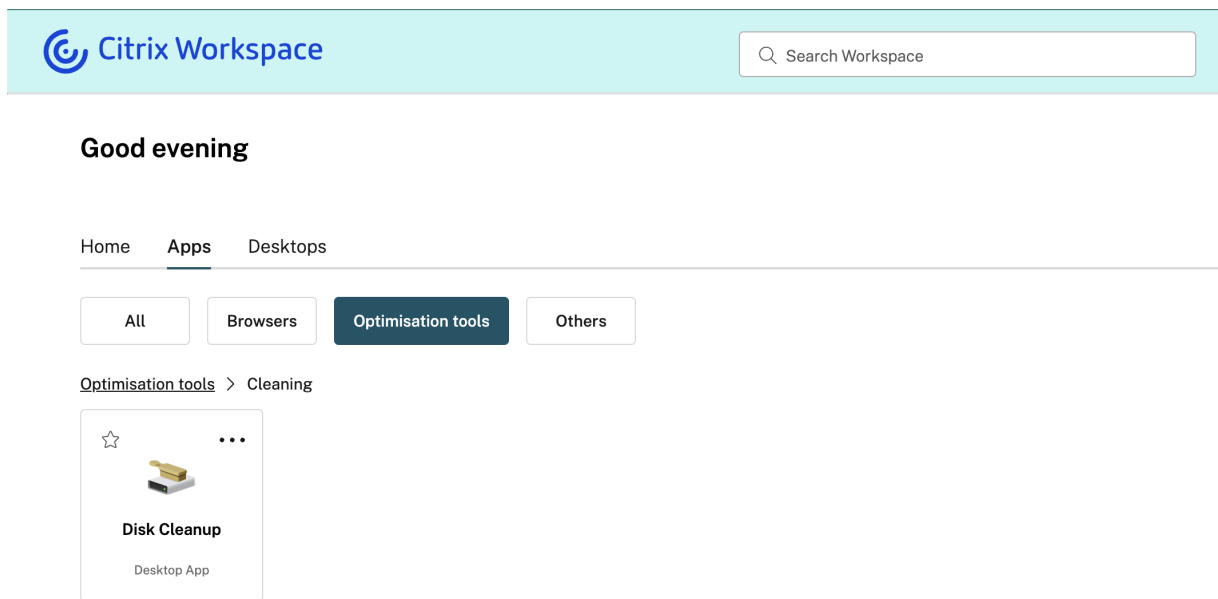 Citrix Workspace
Search Workspace
Good evening
Home Apps Desktops
All Browsers Optimisation tools Others
Optimisation tools > Cleaning
Disk Cleanup
Desktop App